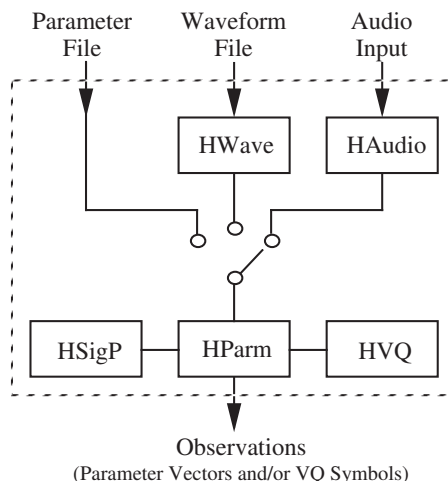 Parameter File
Waveform File
Audio Input
HWave
HAudio
HSigP
HParm
HVQ
Observations
(Parameter Vectors and/or VQ Symbols)